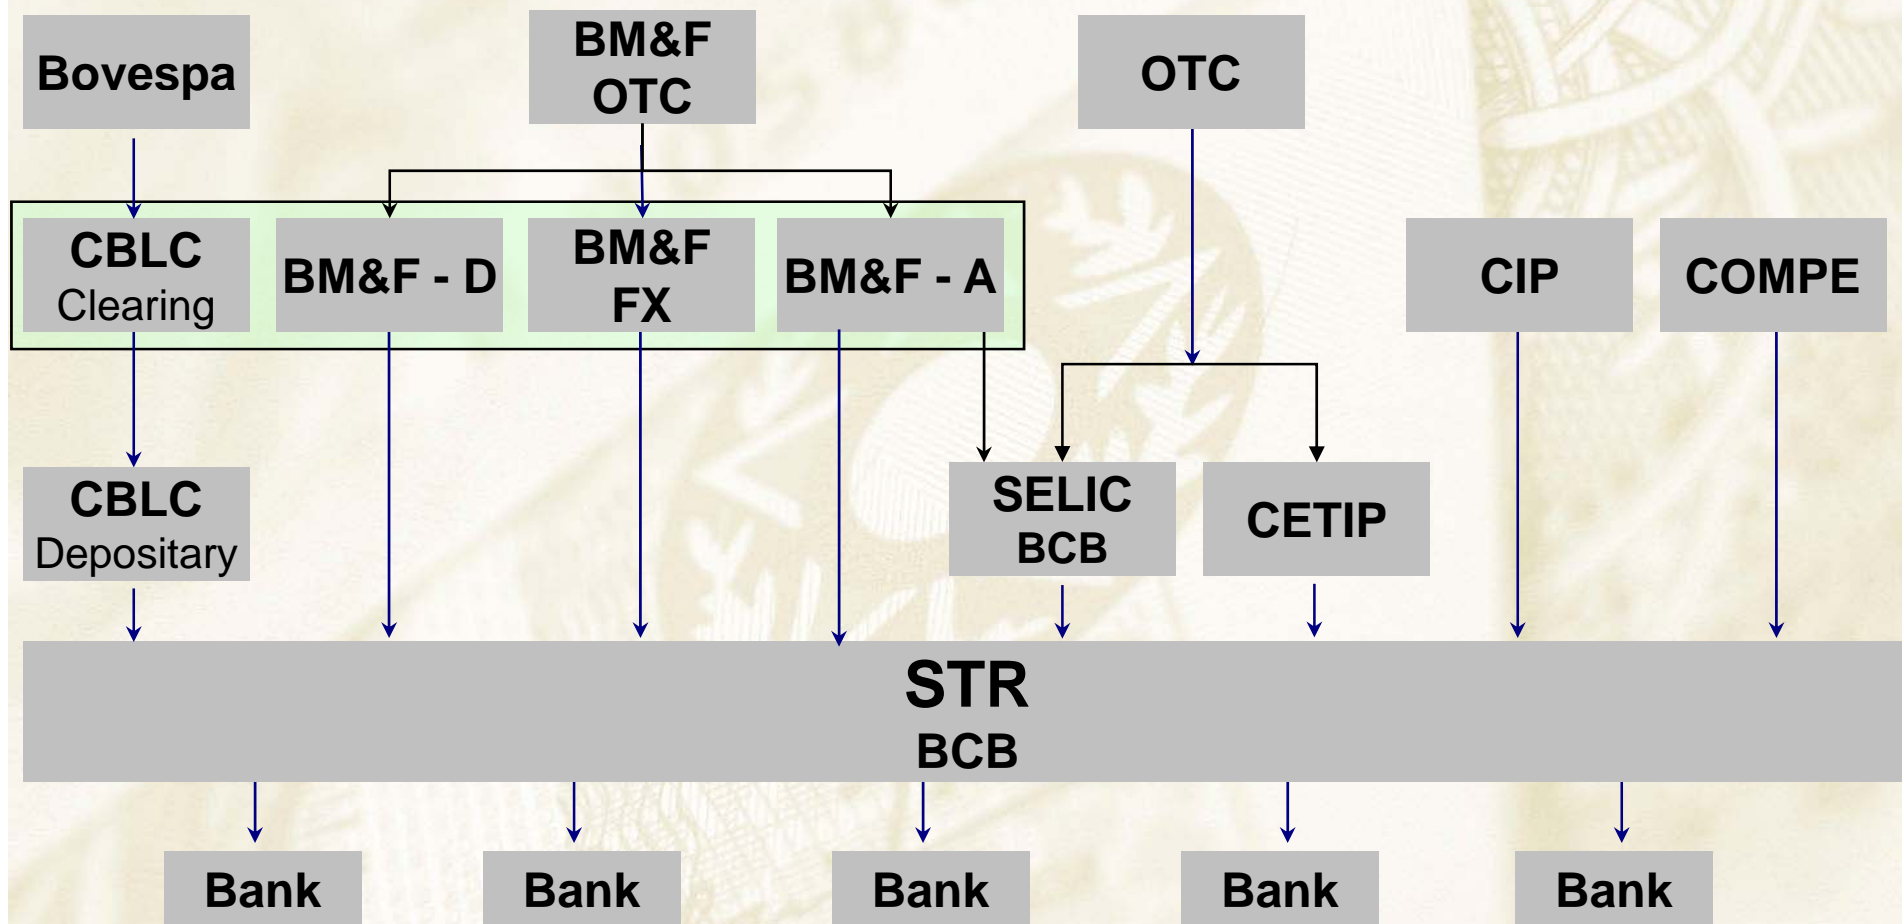 Bovespa
BM&F
OTC
OTC
CBLC
Clearing
BM&F - D
BM&F
FX
BM&F - A
CIP
COMPE
CBLC
Depositary
SELIC
BCB
CETIP
STR
BCB
Bank
Bank
Bank
Bank
Bank